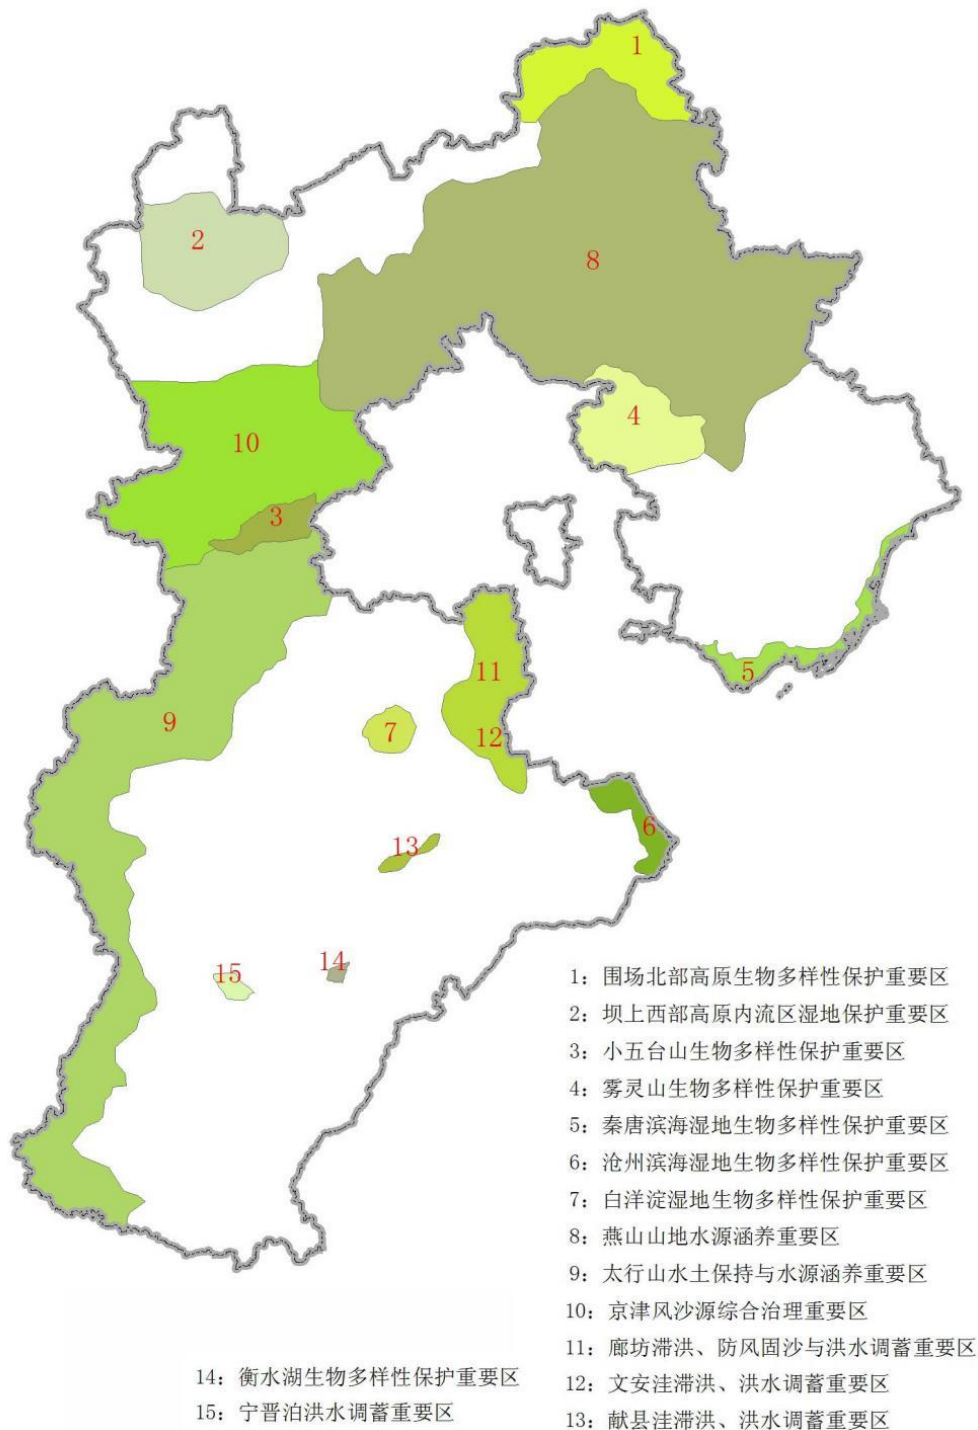 1
2
8
4
10
3
5
11
9
7
12
6
13
14
15
1：围场北部高原生物多样性保护重要区
2：坝上西部高原内流区湿地保护重要区
3：小五台山生物多样性保护重要区
4：雾灵山生物多样性保护重要区
5：秦唐滨海湿地生物多样性保护重要区
6：沧州滨海湿地生物多样性保护重要区
7：白洋淀湿地生物多样性保护重要区
8：燕山山地水源涵养重要区
9：太行山水土保持与水源涵养重要区
10：京津风沙源综合治理重要区
11：廊坊滞洪、防风固沙与洪水调蓄重要区
12：文安洼滞洪、洪水调蓄重要区
13：献县洼滞洪、洪水调蓄重要区
14：衡水湖生物多样性保护重要区
15：宁晋泊洪水调蓄重要区